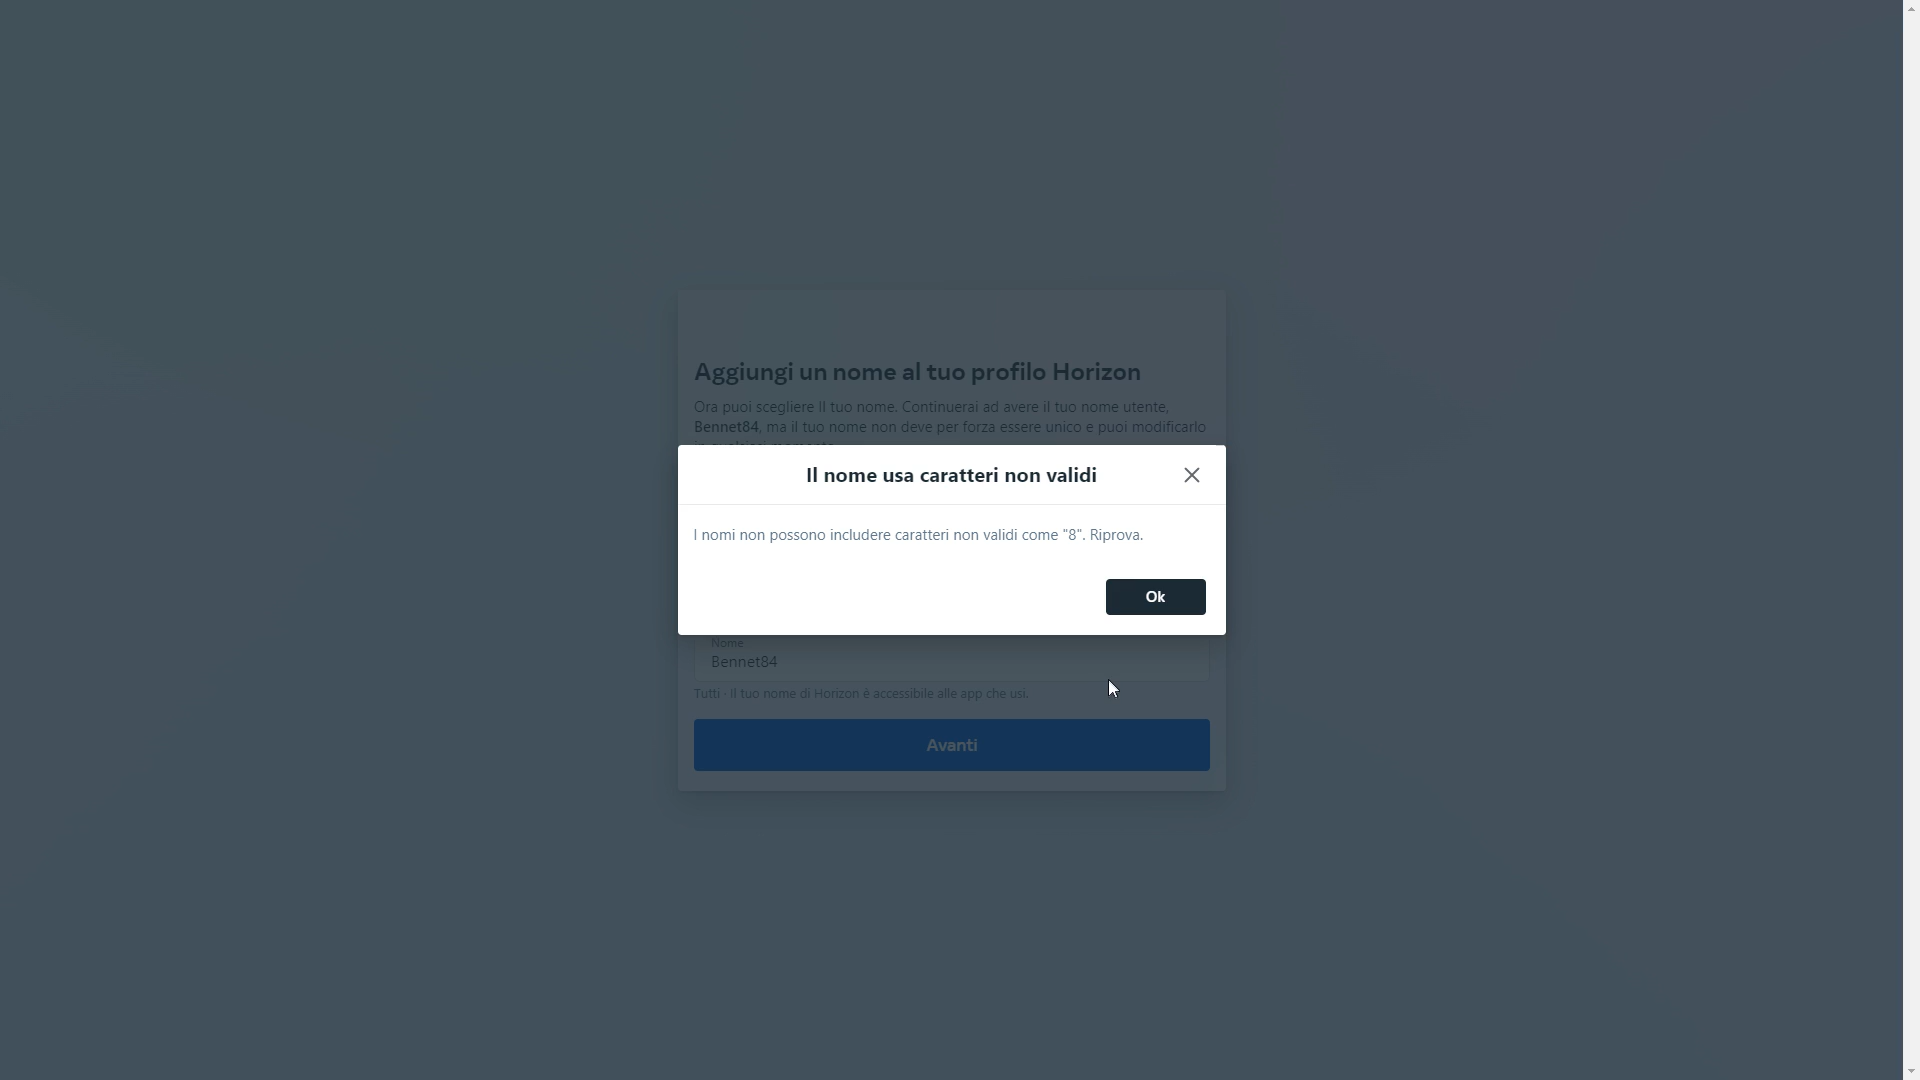 Aggiungi un nome al tuo profilo Horizon
Ora puoi scegliere Il tuo nome. Continuerai ad avere il tuo nome utente,
Bennet84, ma il tuo nome non deve per forza essere unico e puoi modificarlo
Il nome usa caratteri non validi
I nomi non possono includere caratteri non validi come "8". Riprova.
Ok
Nome
Bennet84
Tutti · Il tuo nome di Horizon è accessibile alle app che usi.
Avanti